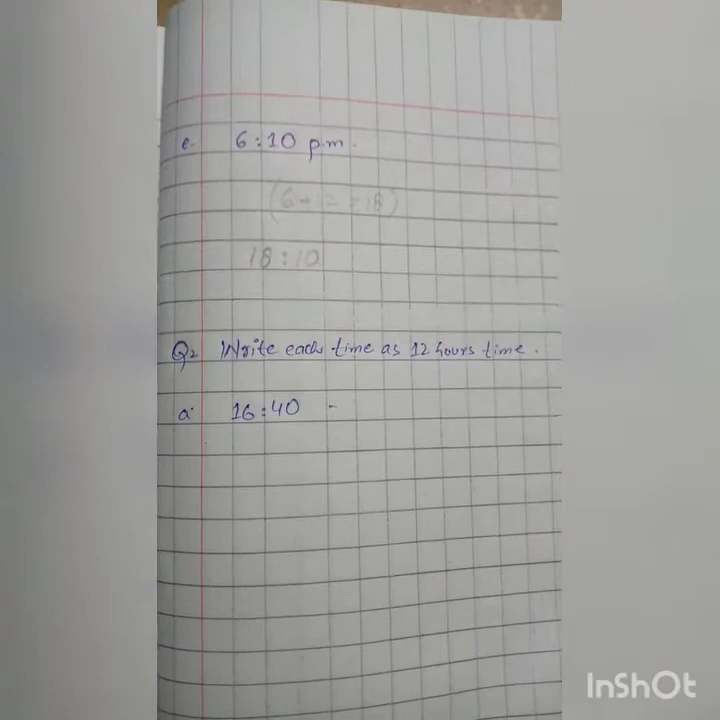 e. 6:10 p.m.
(6+12=18)
18:10
Q2 Write each time as 12 hours time.
a. 16:40 -
InShOt